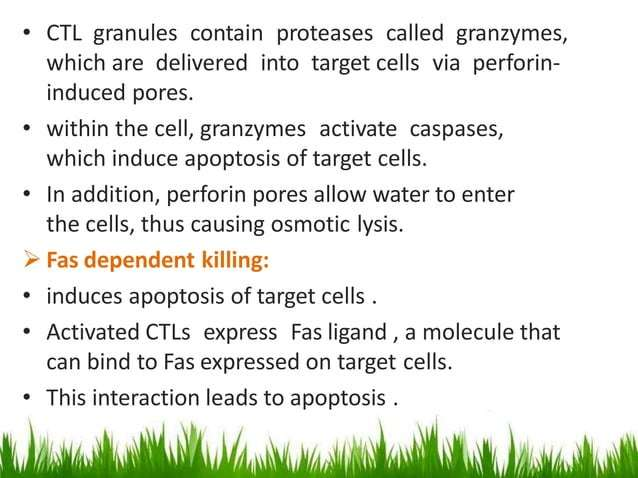 • CTL granules contain proteases called granzymes,
which are delivered into target cells via perforin-
induced pores.
• within the cell, granzymes activate caspases,
which induce apoptosis of target cells.
• In addition, perforin pores allow water to enter
the cells, thus causing osmotic lysis.
➢ Fas dependent killing:
• induces apoptosis of target cells .
• Activated CTLs express Fas ligand , a molecule that
can bind to Fas expressed on target cells.
• This interaction leads to apoptosis .